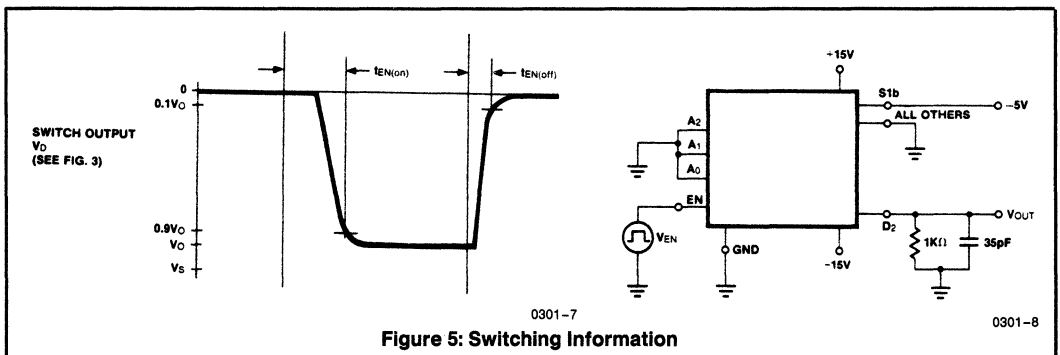 tEN(on)
tEN(off)
0
0.1VO
SWITCH OUTPUT
VD
(SEE FIG. 3)
0.9VO
VO
VS
0301-7
+15V
S1b
-5V
ALL OTHERS
A2
A1
A0
EN
VEN
GND
-15V
D2
VOUT
1KΩ
35pF
0301-8
Figure 5: Switching Information